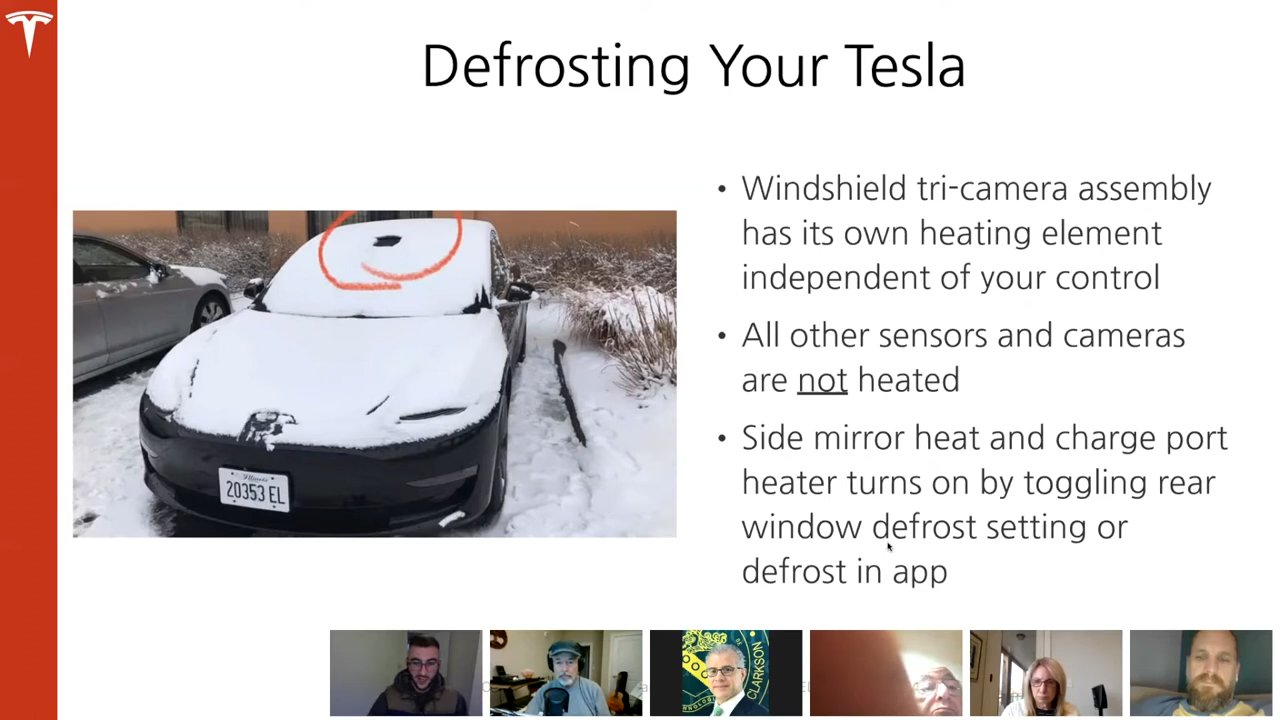 Defrosting Your Tesla
• Windshield tri-camera assembly
has its own heating element
independent of your control
• All other sensors and cameras
are not heated
• Side mirror heat and charge port
heater turns on by toggling rear
window defrost setting or
defrost in app
Illinois
20353 EL
CLARKSON